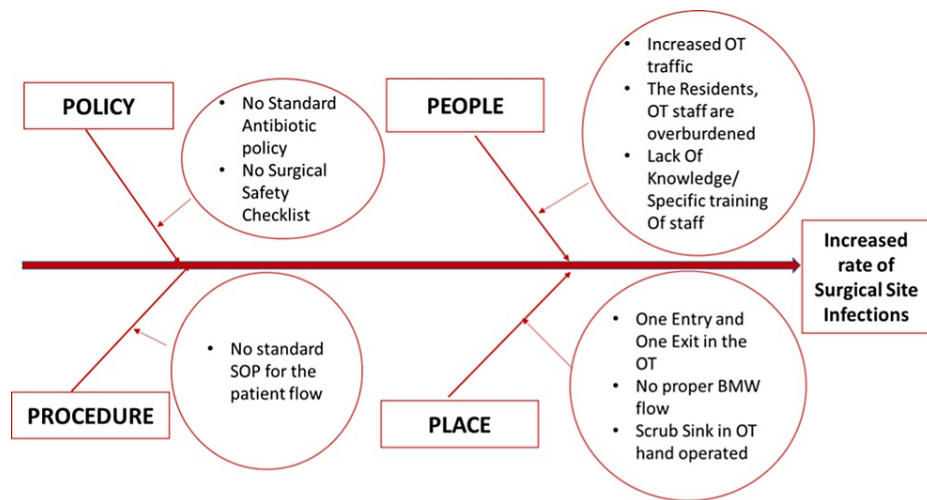 POLICY
• No Standard
Antibiotic
policy
• No Surgical
Safety
Checklist
PEOPLE
• Increased OT
traffic
• The Residents,
OT staff are
overburdened
• Lack Of
Knowledge/
Specific training
Of staff
Increased
rate of
Surgical Site
Infections
PROCEDURE
• No standard
SOP for the
patient flow
PLACE
• One Entry and
One Exit in the
OT
• No proper BMW
flow
• Scrub Sink in OT
hand operated